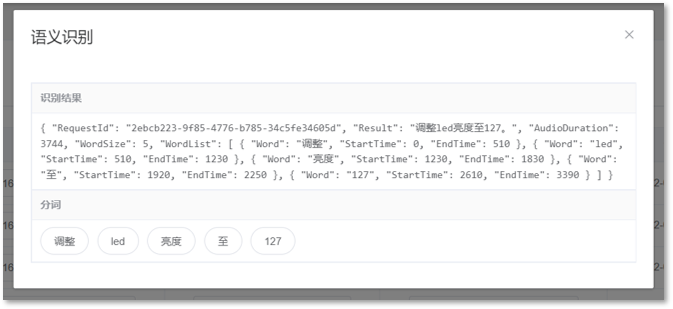 语义识别
识别结果
{ "RequestId": "2ebcb223-9f85-4776-b785-34c5fe34605d", "Result": "调整led亮度至127。", "AudioDuration":
3744, "WordSize": 5, "WordList": [ { "Word": "调整", "StartTime": 0, "EndTime": 510 }, { "Word": "led",
"StartTime": 510, "EndTime": 1230 }, { "Word": "亮度", "StartTime": 1230, "EndTime": 1830 }, { "Word":
"至", "StartTime": 1920, "EndTime": 2250 }, { "Word": "127", "StartTime": 2610, "EndTime": 3390 } ] }
分词
调整 led 亮度 至 127